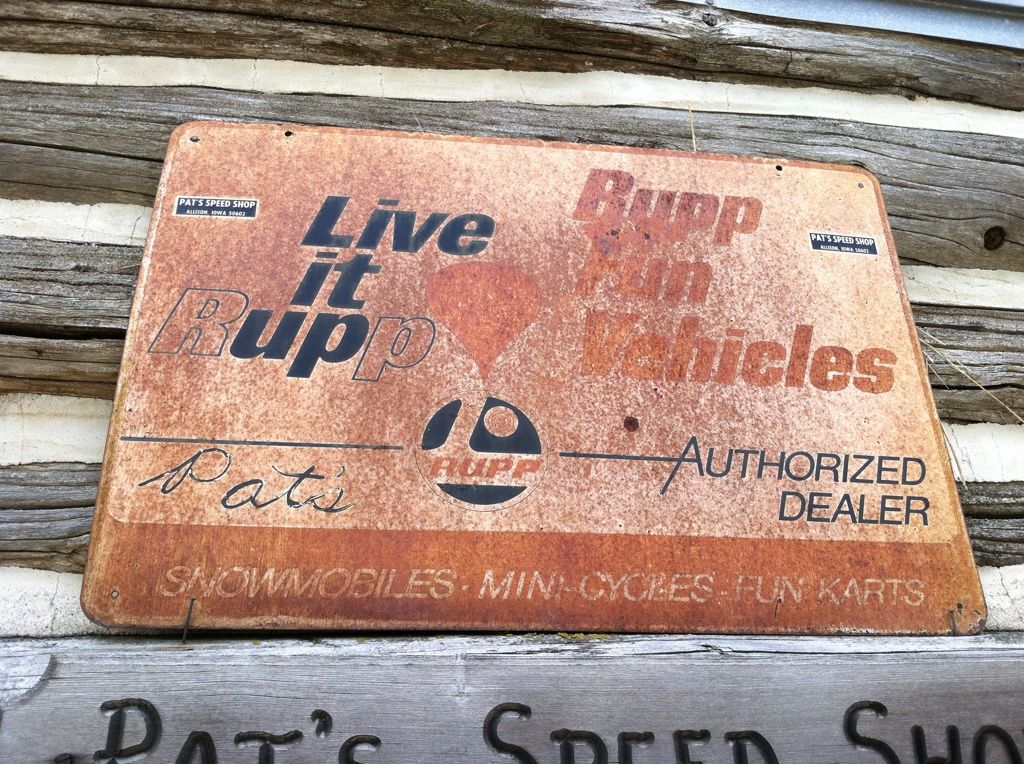 PAT'S SPEED SHOP
ALLISON, IOWA 50602
Live
it
Rupp
Rupp
Fun
Vehicles
PAT'S SPEED SHOP
ALLISON, IOWA 50602
RUPP
Pat's
AUTHORIZED
DEALER
SNOWMOBILES · MINI-CYCLES · FUN KARTS
PAT'S SPEED SHO